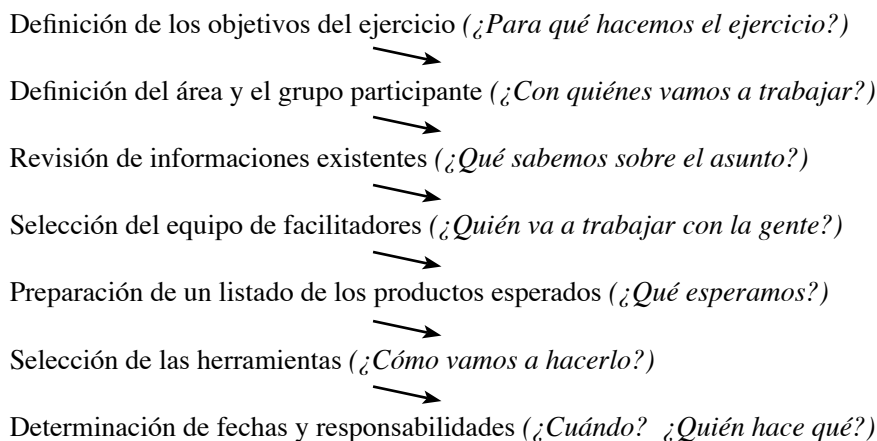 Definición de los objetivos del ejercicio (¿Para qué hacemos el ejercicio?)
Definición del área y el grupo participante (¿Con quiénes vamos a trabajar?)
Revisión de informaciones existentes (¿Qué sabemos sobre el asunto?)
Selección del equipo de facilitadores (¿Quién va a trabajar con la gente?)
Preparación de un listado de los productos esperados (¿Qué esperamos?)
Selección de las herramientas (¿Cómo vamos a hacerlo?)
Determinación de fechas y responsabilidades (¿Cuándo? ¿Quién hace qué?)